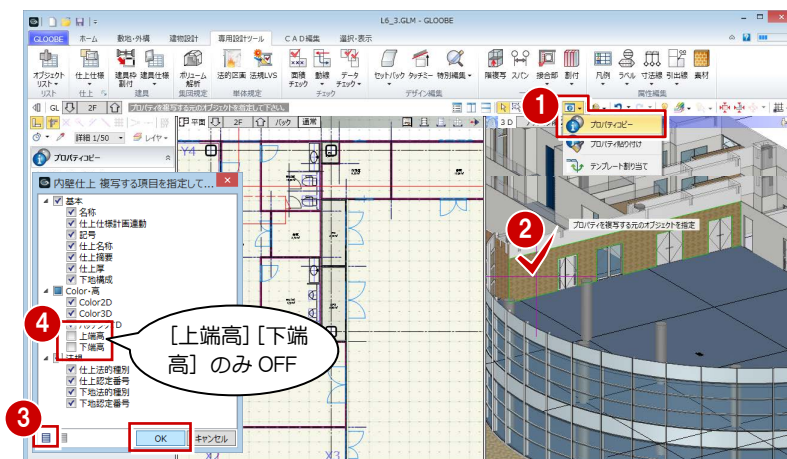 L6_3.GLM - GLOOBE
GLOOBE ホーム 敷地・外構 建物設計 専用設計ツール CAD編集 選択・表示
オブジェクトリスト 仕上仕様 建具枠割付 建具仕様 ボリューム解析 法的区画 法規LVS 面積チェック 動線 データチェック セットバック タッチミー 特別編集 階複写 スパン 接合部 割付 凡例 ラベル 寸法線 引出線 素材
リスト 仕上 建具 集団規定 単体規定 チェック デザイン編集 属性編集
GL 2F プロパティを複写する元のオブジェクトを指定して下さい。
1
詳細 1/50 レイヤー
平面 2F バック 通常
3D
プロパティコピー
プロパティ貼り付け
テンプレート割り当て
プロパティコピー
Y4
内壁仕上 複写する項目を指定して...
基本
名称
仕上仕様計画連動
記号
仕上名称
仕上摘要
仕上厚
下地構成
Color・高
Color2D
Color3D
上端高
下端高
仕上法的種別
仕上認定番号
下地法的種別
下地認定番号
OK キャンセル
2
プロパティを複写する元のオブジェクトを指定
4
[上端高] [下端
高] のみ OFF
3
X3